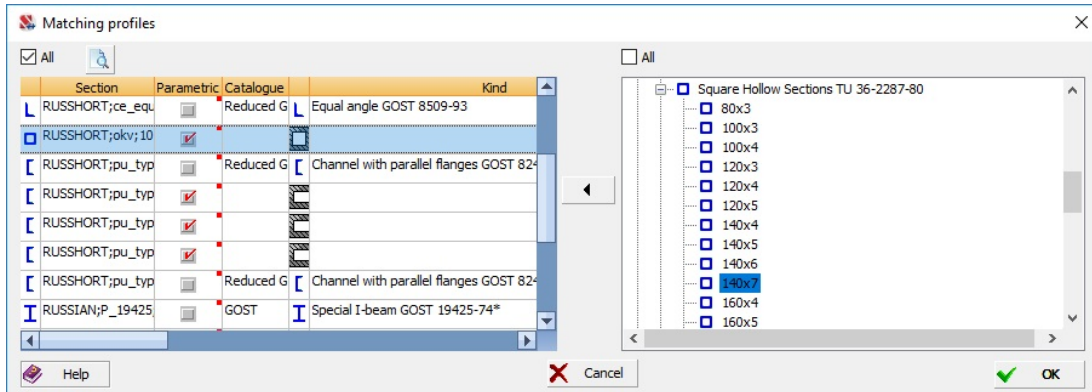 Matching profiles
All
Section Parametric Catalogue Kind
RUSSHORT;ce_equ Reduced G Equal angle GOST 8509-93
RUSSHORT;okv;10
RUSSHORT;pu_typ Reduced G Channel with parallel flanges GOST 824
RUSSHORT;pu_typ
RUSSHORT;pu_typ
RUSSHORT;pu_typ
RUSSHORT;pu_typ Reduced G Channel with parallel flanges GOST 824
RUSSIAN;P_19425, GOST Special I-beam GOST 19425-74*
All
Square Hollow Sections TU 36-2287-80
80x3
100x3
100x4
120x3
120x4
120x5
140x4
140x5
140x6
140x7
160x4
160x5
Help Cancel OK